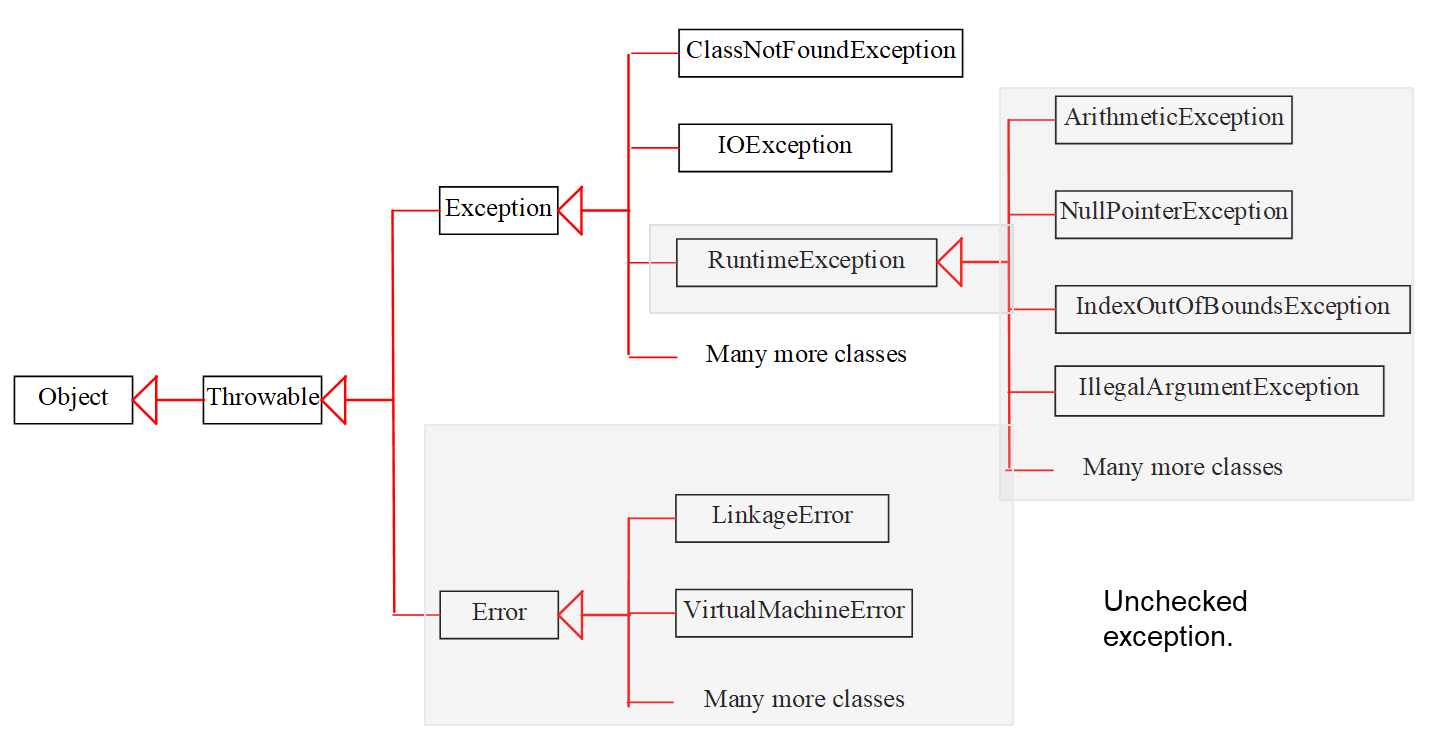 ClassNotFoundException
ArithmeticException
IOException
NullPointerException
Exception
RuntimeException
IndexOutOfBoundsException
Many more classes
IllegalArgumentException
Object
Throwable
Many more classes
LinkageError
Error
VirtualMachineError
Many more classes
Unchecked
exception.